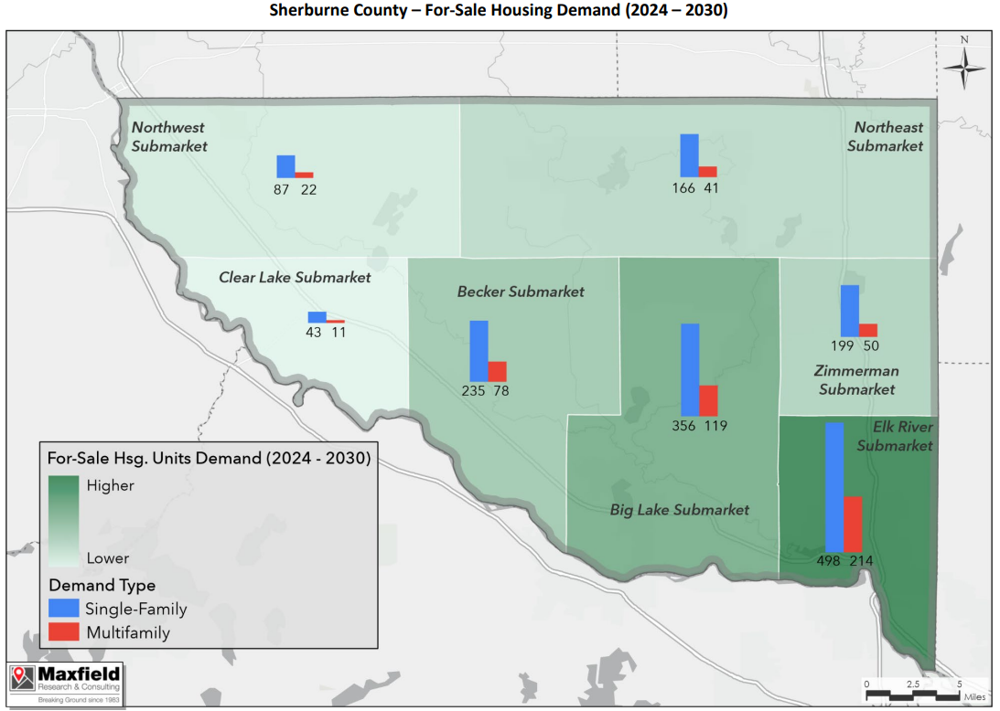 Sherburne County – For-Sale Housing Demand (2024 – 2030)
N
Northwest
Submarket
87 22
Northeast
Submarket
166 41
Clear Lake Submarket
43 11
Becker Submarket
235 78
356 119
199 50
Zimmerman
Submarket
Elk River
Submarket
Big Lake Submarket
498 214
For-Sale Hsg. Units Demand (2024 - 2030)
Higher
Lower
Demand Type
Single-Family
Multifamily
Maxfield
Research & Consulting
Breaking Ground since 1983
0 2.5 5
Miles